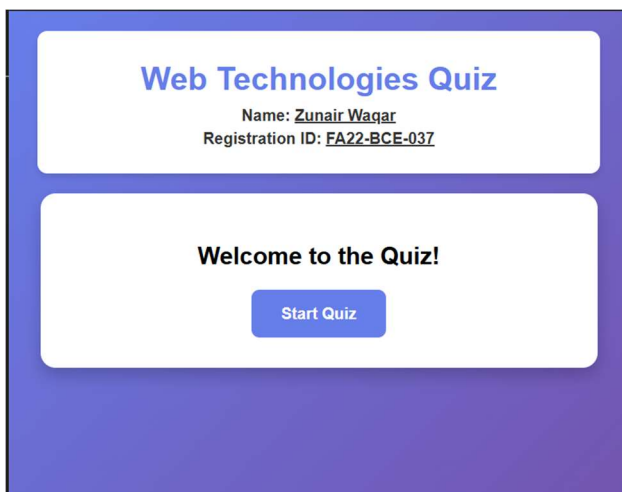 Web Technologies Quiz
Name: Zunair Waqar
Registration ID: FA22-BCE-037
Welcome to the Quiz!
Start Quiz